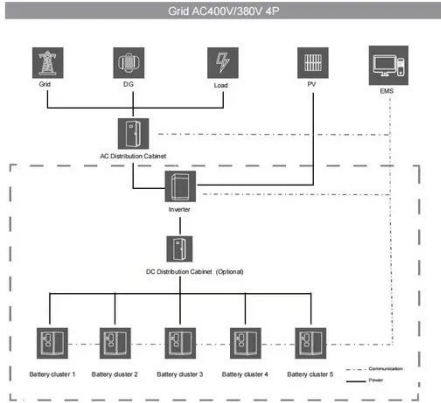 Grid AC400V/380V 4P
Grid
DG
Load
PV
EMS
AC Distribution Cabinet
Inverter
DC Distribution Cabinet (Optional)
Battery cluster 1
Battery cluster 2
Battery cluster 3
Battery cluster 4
Battery cluster 5
Communication
Power